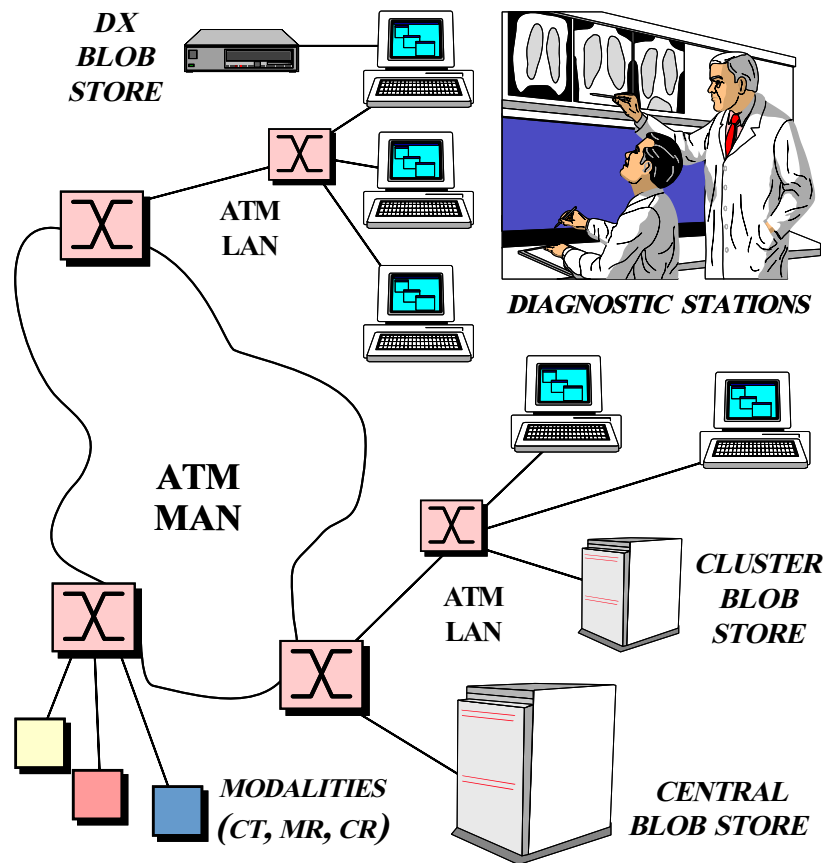 DX
BLOB
STORE
ATM
LAN
DIAGNOSTIC STATIONS
ATM
MAN
ATM
LAN
CLUSTER
BLOB
STORE
MODALITIES
(CT, MR, CR)
CENTRAL
BLOB STORE